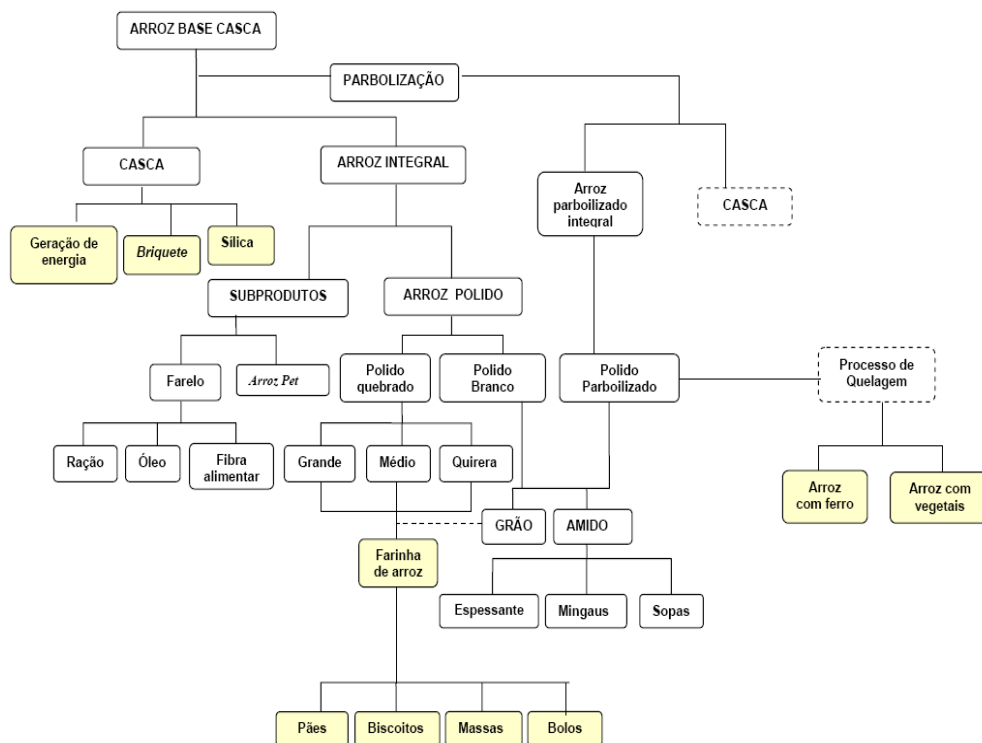 ARROZ BASE CASCA
PARBOLIZAÇÃO
CASCA
ARROZ INTEGRAL
Arroz
parboilizado
integral
CASCA
Geração de
energia
Briquete
Sílica
SUBPRODUTOS
ARROZ POLIDO
Farelo
Arroz Pet
Polido
quebrado
Polido
Branco
Polido
Parboilizado
Processo de
Quelagem
Ração
Óleo
Fibra
alimentar
Grande
Médio
Quirera
Arroz
com ferro
Arroz com
vegetais
GRÃO
AMIDO
Farinha
de arroz
Espessante
Mingaus
Sopas
Pães
Biscoitos
Massas
Bolos